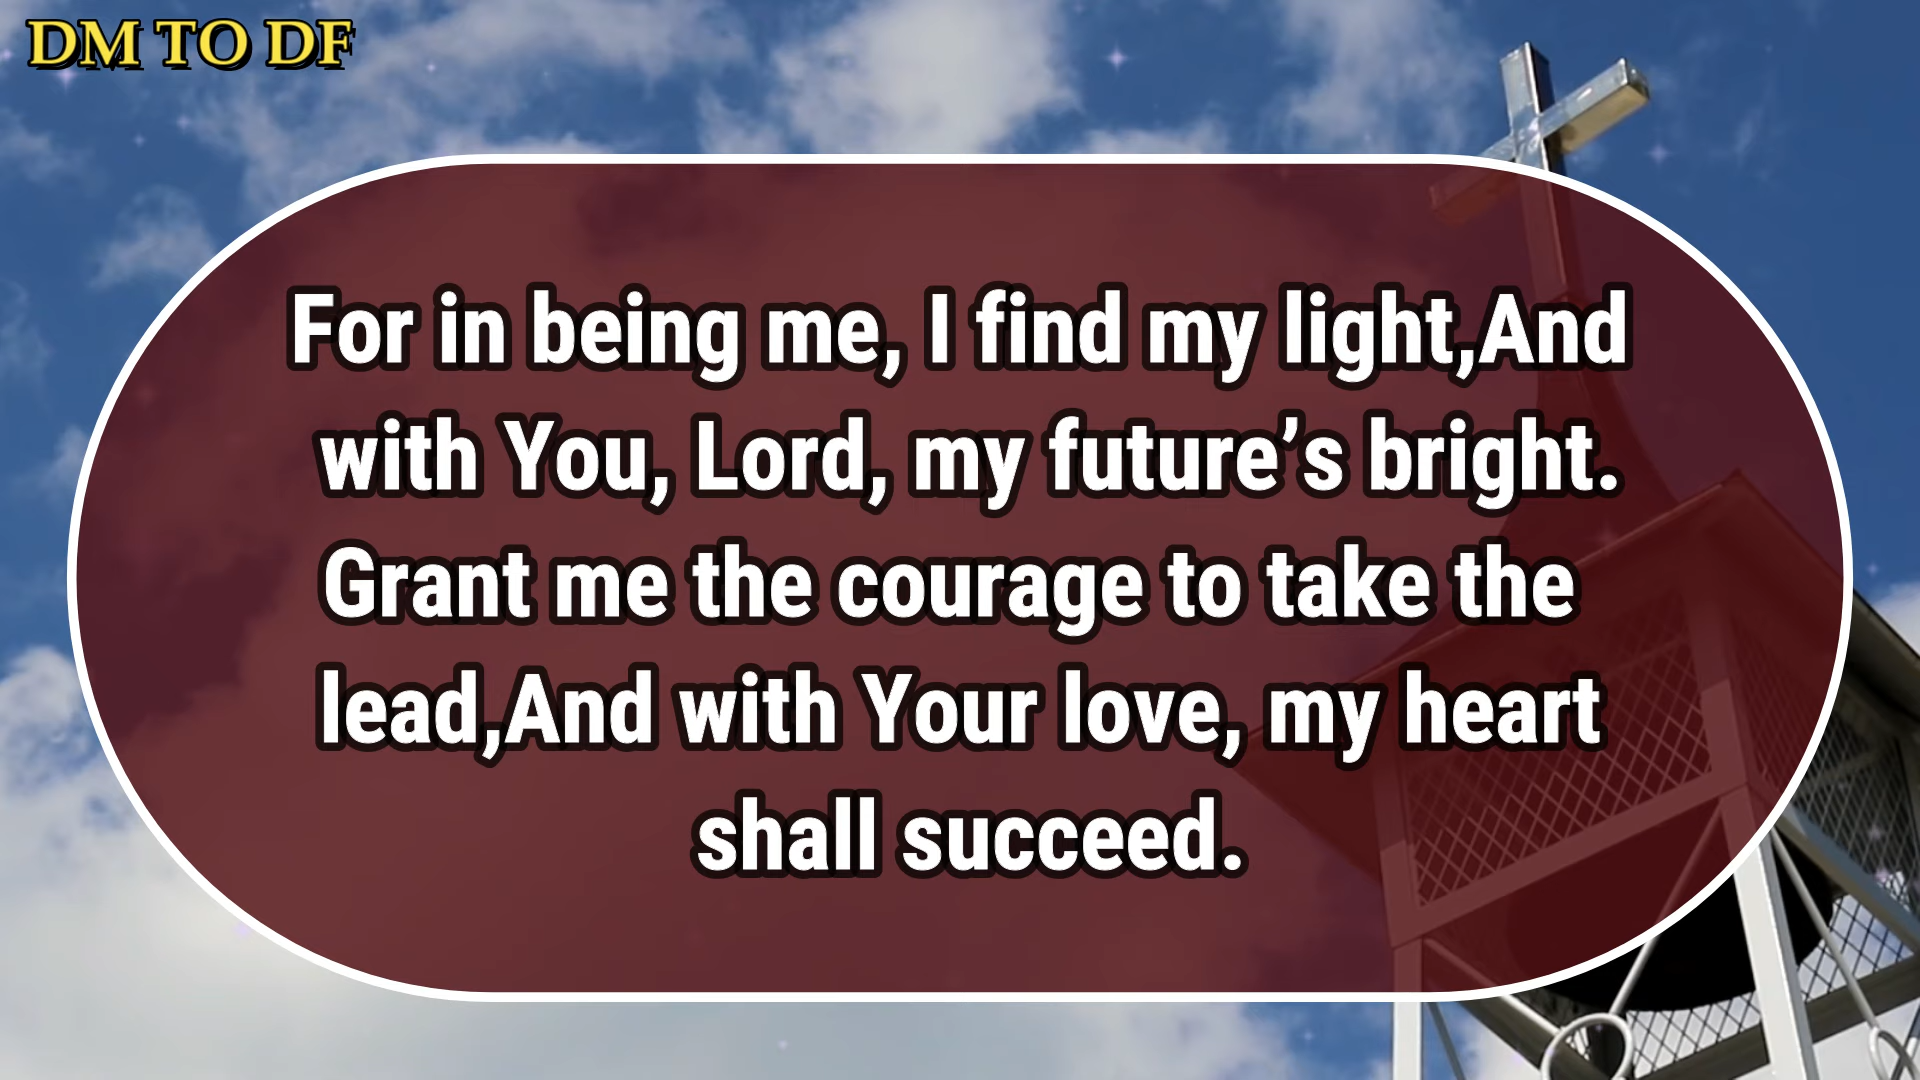 DM TO DF
For in being me, I find my light,And
with You, Lord, my future’s bright.
Grant me the courage to take the
lead,And with Your love, my heart
shall succeed.